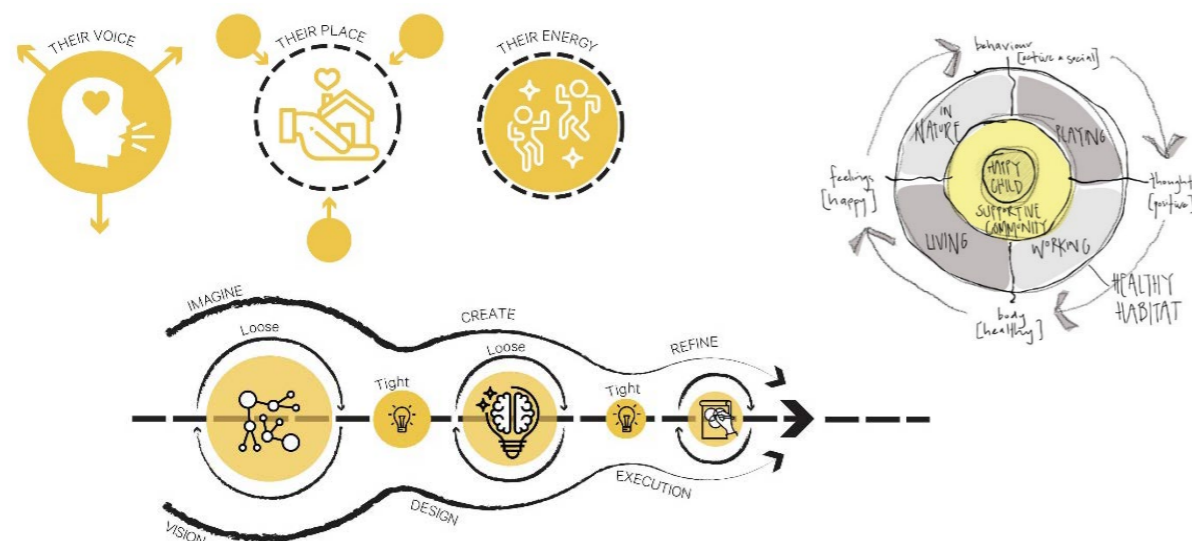 THEIR VOICE
THEIR PLACE
THEIR ENERGY
behaviour
[active & social]
IN
NATURE
PLAYING
feelings
[happy]
HAPPY
CHILD
thought
[positive]
SUPPORTIVE
COMMUNITY
LIVING
WORKING
HEALTHY
HABITAT
body
[healthy]
IMAGINE
CREATE
REFINE
Loose
Loose
Tight
Tight
EXECUTION
DESIGN
VISION